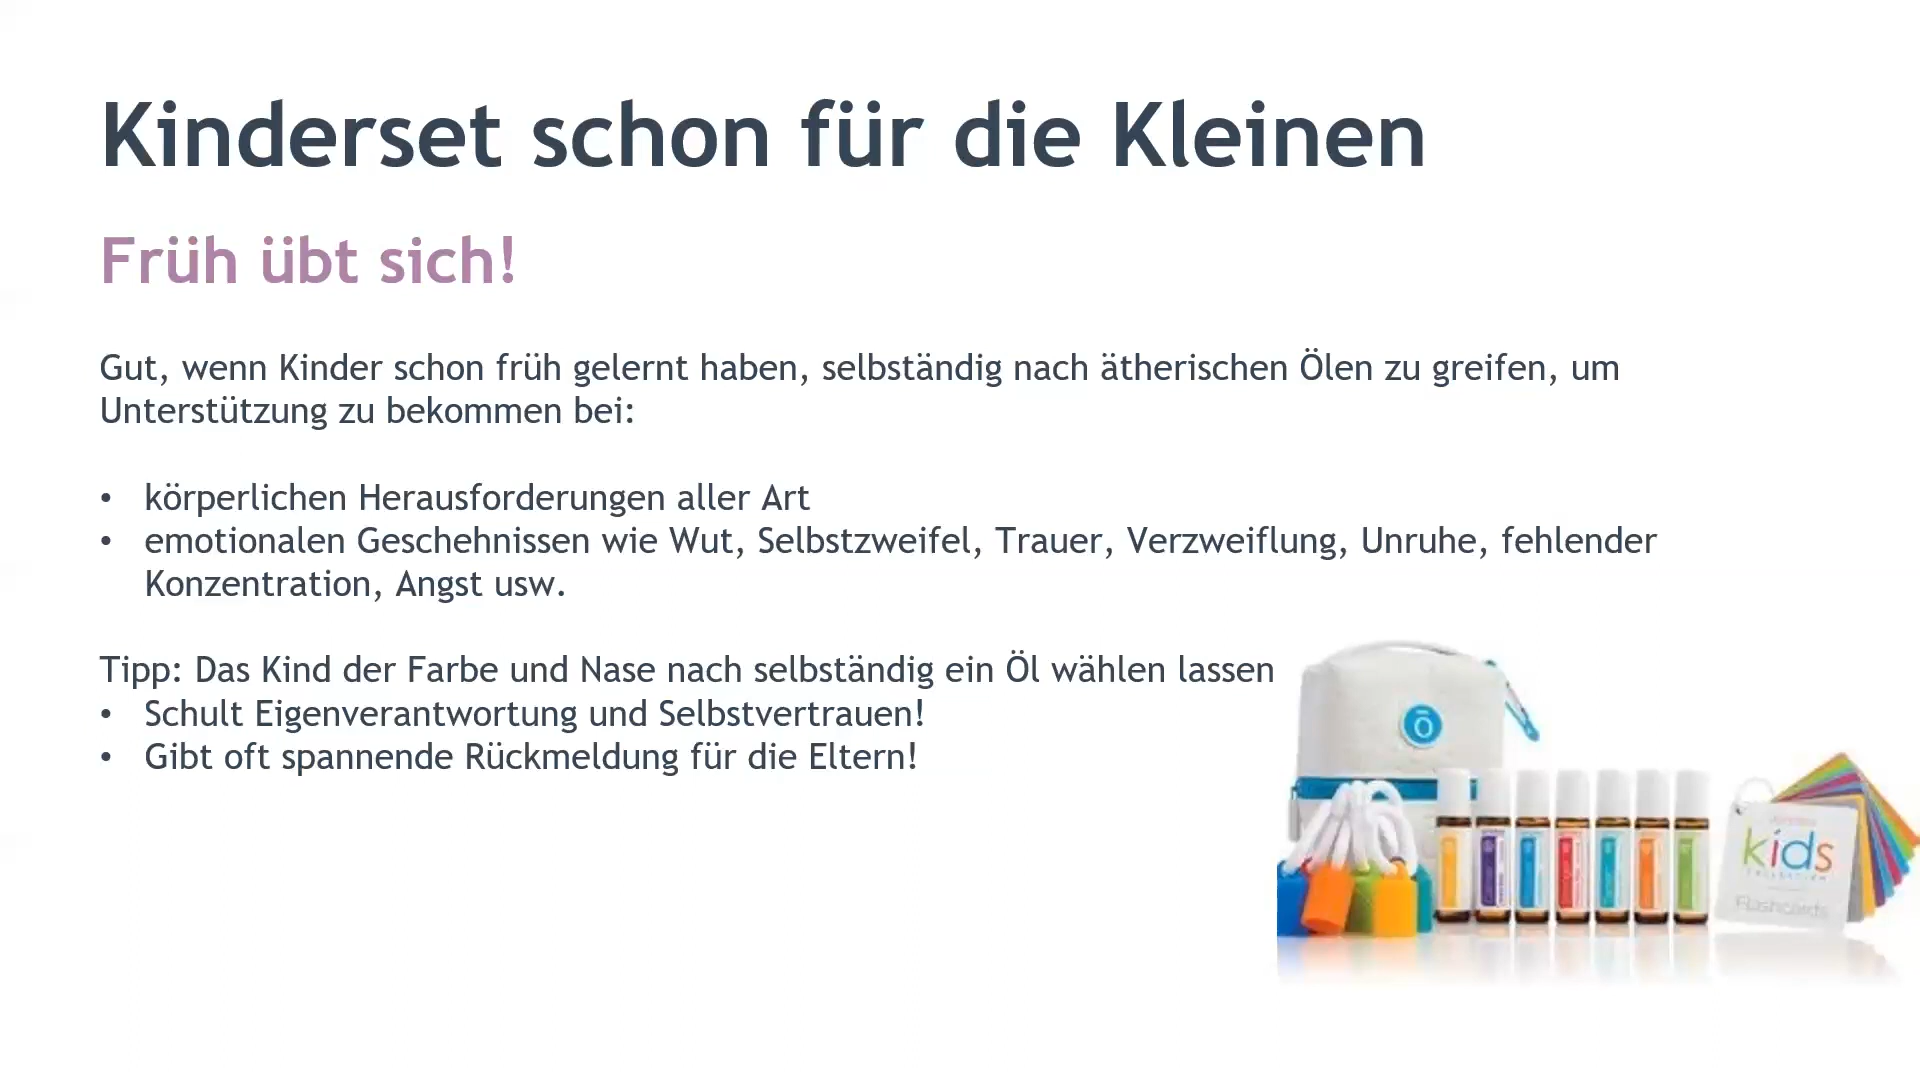 Kinderset schon für die Kleinen
Früh übt sich!
Gut, wenn Kinder schon früh gelernt haben, selbständig nach ätherischen Ölen zu greifen, um
Unterstützung zu bekommen bei:
• körperlichen Herausforderungen aller Art
• emotionalen Geschehnissen wie Wut, Selbstzweifel, Trauer, Verzweiflung, Unruhe, fehlender
Konzentration, Angst usw.
Tipp: Das Kind der Farbe und Nase nach selbständig ein Öl wählen lassen
• Schult Eigenverantwortung und Selbstvertrauen!
• Gibt oft spannende Rückmeldung für die Eltern!
ō
kids
COLLECTION
Flashcards